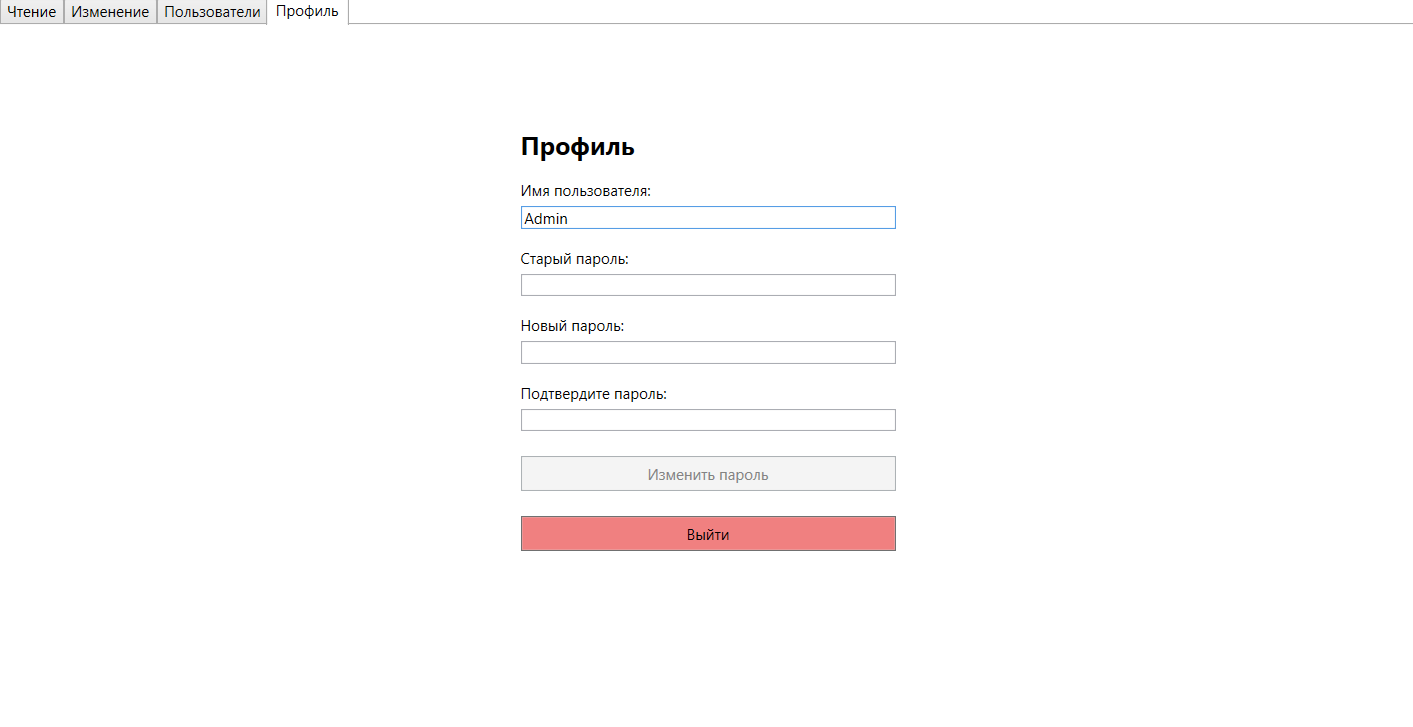 Чтение Изменение Пользователи Профиль
Профиль
Имя пользователя:
Admin
Старый пароль:
Новый пароль:
Подтвердите пароль:
Изменить пароль
Выйти